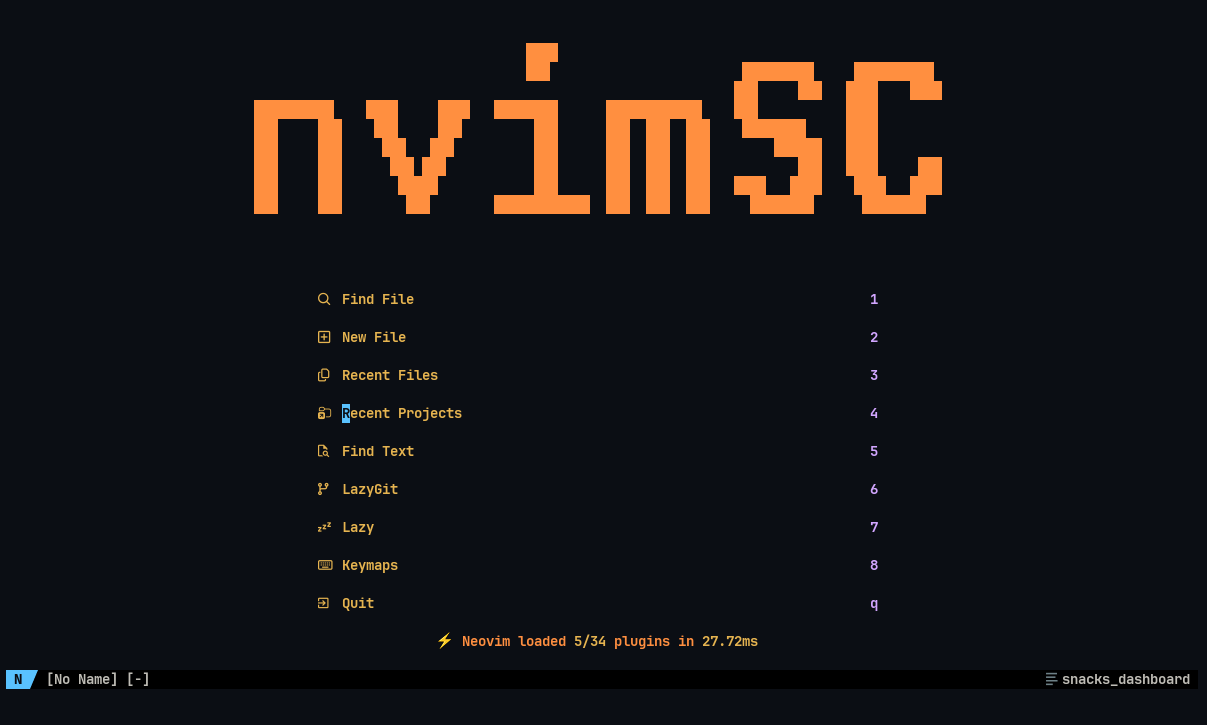 nvimSC
Find File 1
New File 2
Recent Files 3
Recent Projects 4
Find Text 5
LazyGit 6
Lazy 7
Keymaps 8
Quit q
⚡ Neovim loaded 5/34 plugins in 27.72ms
N [No Name] [-] snacks_dashboard